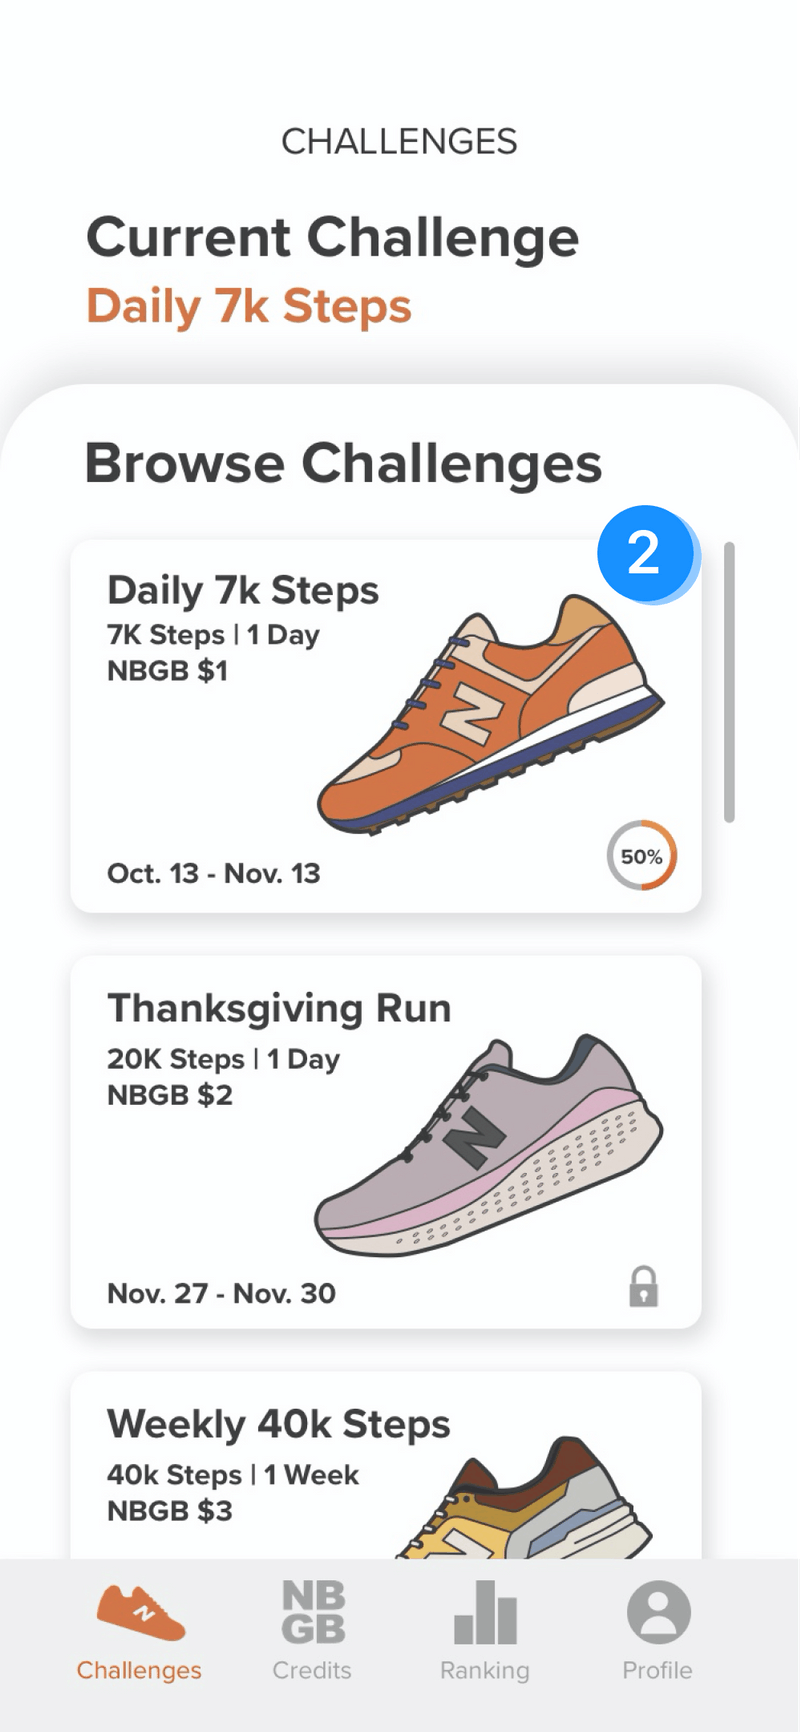 CHALLENGES
Current Challenge
Daily 7k Steps
Browse Challenges
2
Daily 7k Steps
7K Steps | 1 Day
NBGB $1
N
Oct. 13 - Nov. 13
50%
Thanksgiving Run
20K Steps | 1 Day
NBGB $2
N
Nov. 27 - Nov. 30
Weekly 40k Steps
40k Steps | 1 Week
NBGB $3
N
N
NB
GB
Challenges
Credits
Ranking
Profile